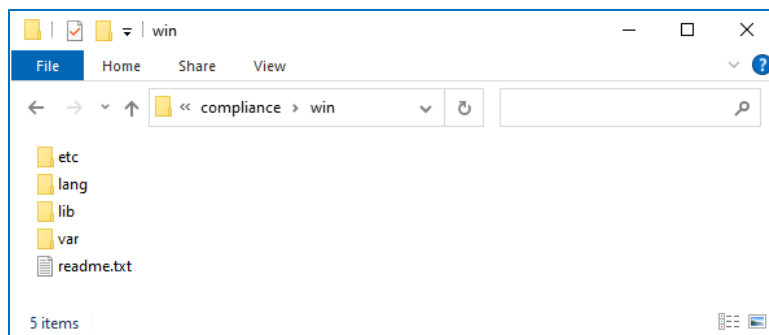 win
File Home Share View ?
« compliance > win
etc
lang
lib
var
readme.txt
5 items